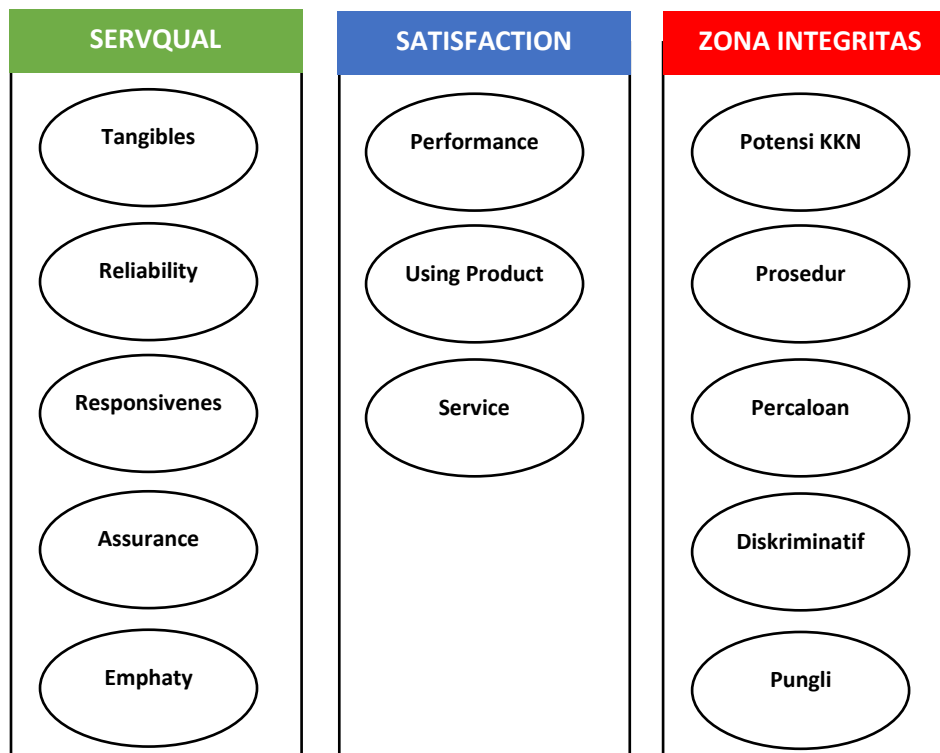 SERVQUAL
Tangibles
Reliability
Responsivenes
Assurance
Emphaty
SATISFACTION
Performance
Using Product
Service
ZONA INTEGRITAS
Potensi KKN
Prosedur
Percaloan
Diskriminatif
Pungli